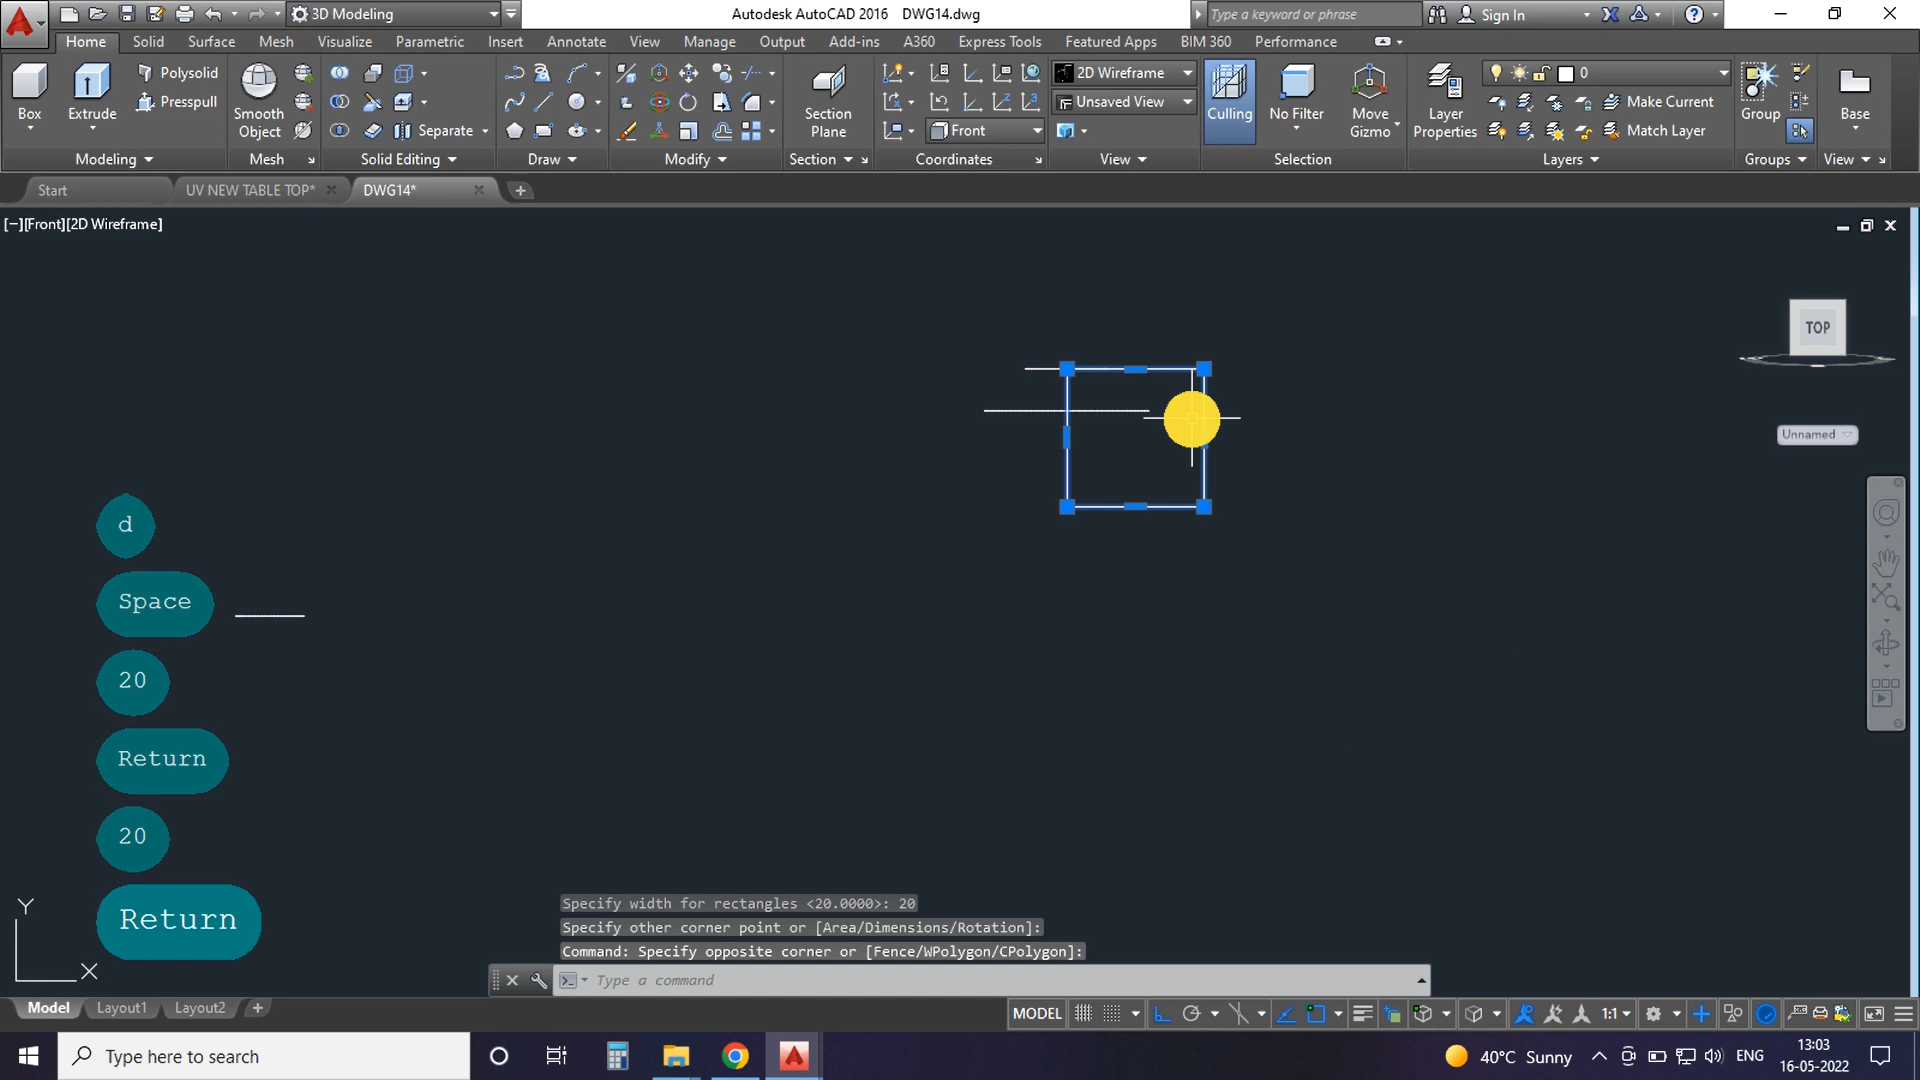 3D Modeling
Autodesk AutoCAD 2016 DWG14.dwg
Type a keyword or phrase
Sign In
Home Solid Surface Mesh Visualize Parametric Insert Annotate View Manage Output Add-ins A360 Express Tools Featured Apps BIM 360 Performance
Polysolid
Presspull
Box
Extrude
Smooth Object
Separate
Section Plane
Front
2D Wireframe
Unsaved View
Culling
No Filter
Move Gizmo
Layer Properties
0
Make Current
Match Layer
Group
Base
Modeling Mesh Solid Editing Draw Modify Section Coordinates View Selection Layers Groups View
Start UV NEW TABLE TOP* DWG14*
[−][Front][2D Wireframe]
TOP
Unnamed
d
Space
20
Return
20
Return
Y
X
Specify width for rectangles <20.0000>: 20
Specify other corner point or [Area/Dimensions/Rotation]:
Command: Specify opposite corner or [Fence/WPolygon/CPolygon]:
Type a command
Model Layout1 Layout2
MODEL
1:1
Type here to search
40°C Sunny
ENG
13:03
16-05-2022